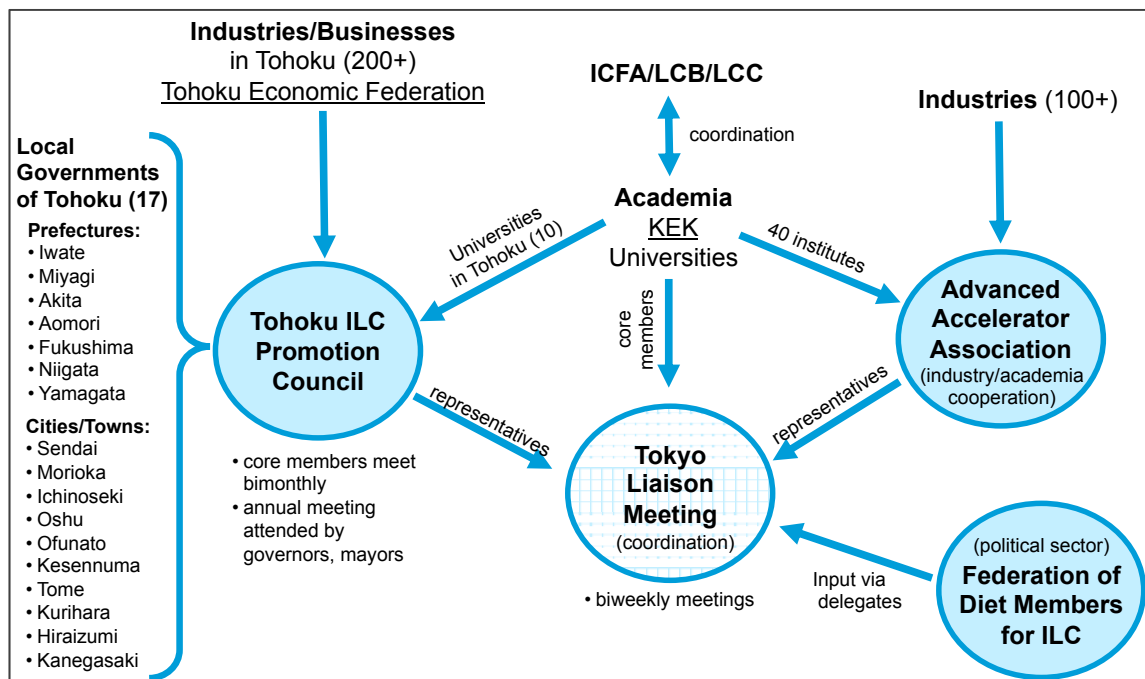 Industries/Businesses
in Tohoku (200+)
Tohoku Economic Federation
ICFA/LCB/LCC
coordination
Industries (100+)
Local
Governments
of Tohoku (17)
Prefectures:
• Iwate
• Miyagi
• Akita
• Aomori
• Fukushima
• Niigata
• Yamagata
Cities/Towns:
• Sendai
• Morioka
• Ichinoseki
• Oshu
• Ofunato
• Kesennuma
• Tome
• Kurihara
• Hiraizumi
• Kanegasaki
Academia
KEK
Universities
Universities
in Tohoku (10)
40 institutes
core
members
Tohoku ILC
Promotion
Council
representatives
• core members meet
bimonthly
• annual meeting
attended by
governors, mayors
Advanced
Accelerator
Association
(industry/academia
cooperation)
representatives
Tokyo
Liaison
Meeting
(coordination)
• biweekly meetings
Input via
delegates
(political sector)
Federation of
Diet Members
for ILC